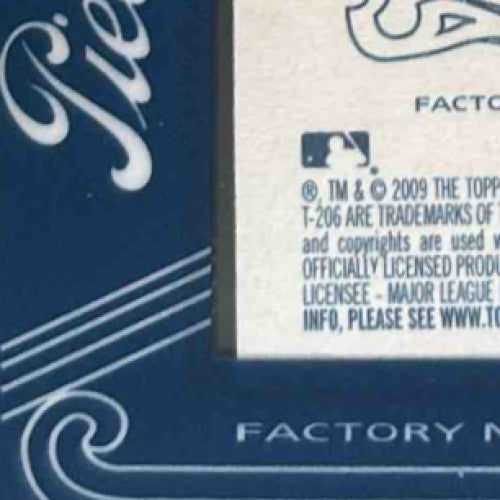 Pie
FACTO
®, TM & © 2009 THE TOPP
T-206 ARE TRADEMARKS OF
and copyrights are used w
OFFICIALLY LICENSED PRODU
LICENSEE - MAJOR LEAGUE
INFO, PLEASE SEE WWW.TO
FACTORY N